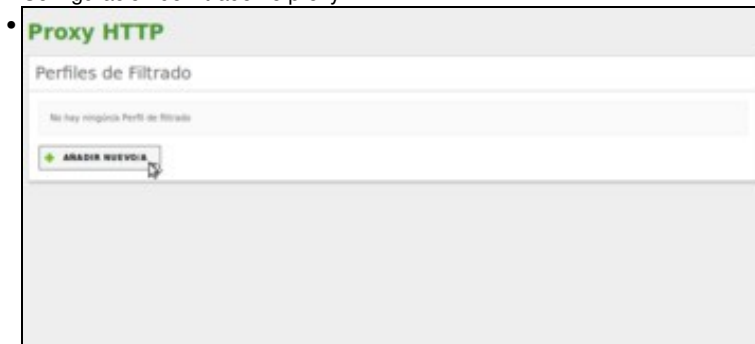 Proxy HTTP
Perfiles de Filtrado
No hay ningún/a Perfil de filtrado
AÑADIR NUEVO/A